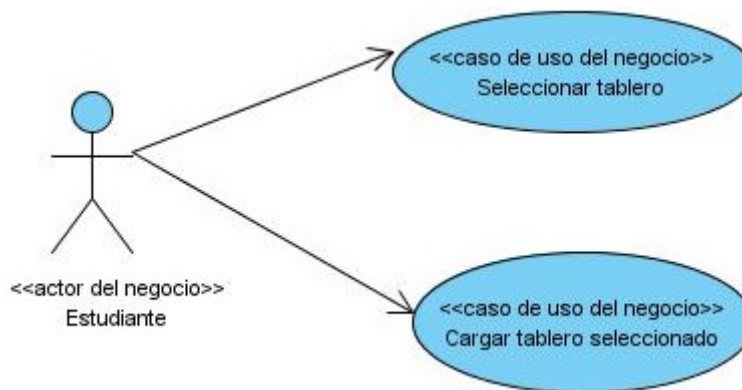 <<caso de uso del negocio>>
Seleccionar tablero
<<actor del negocio>>
Estudiante
<<caso de uso del negocio>>
Cargar tablero seleccionado